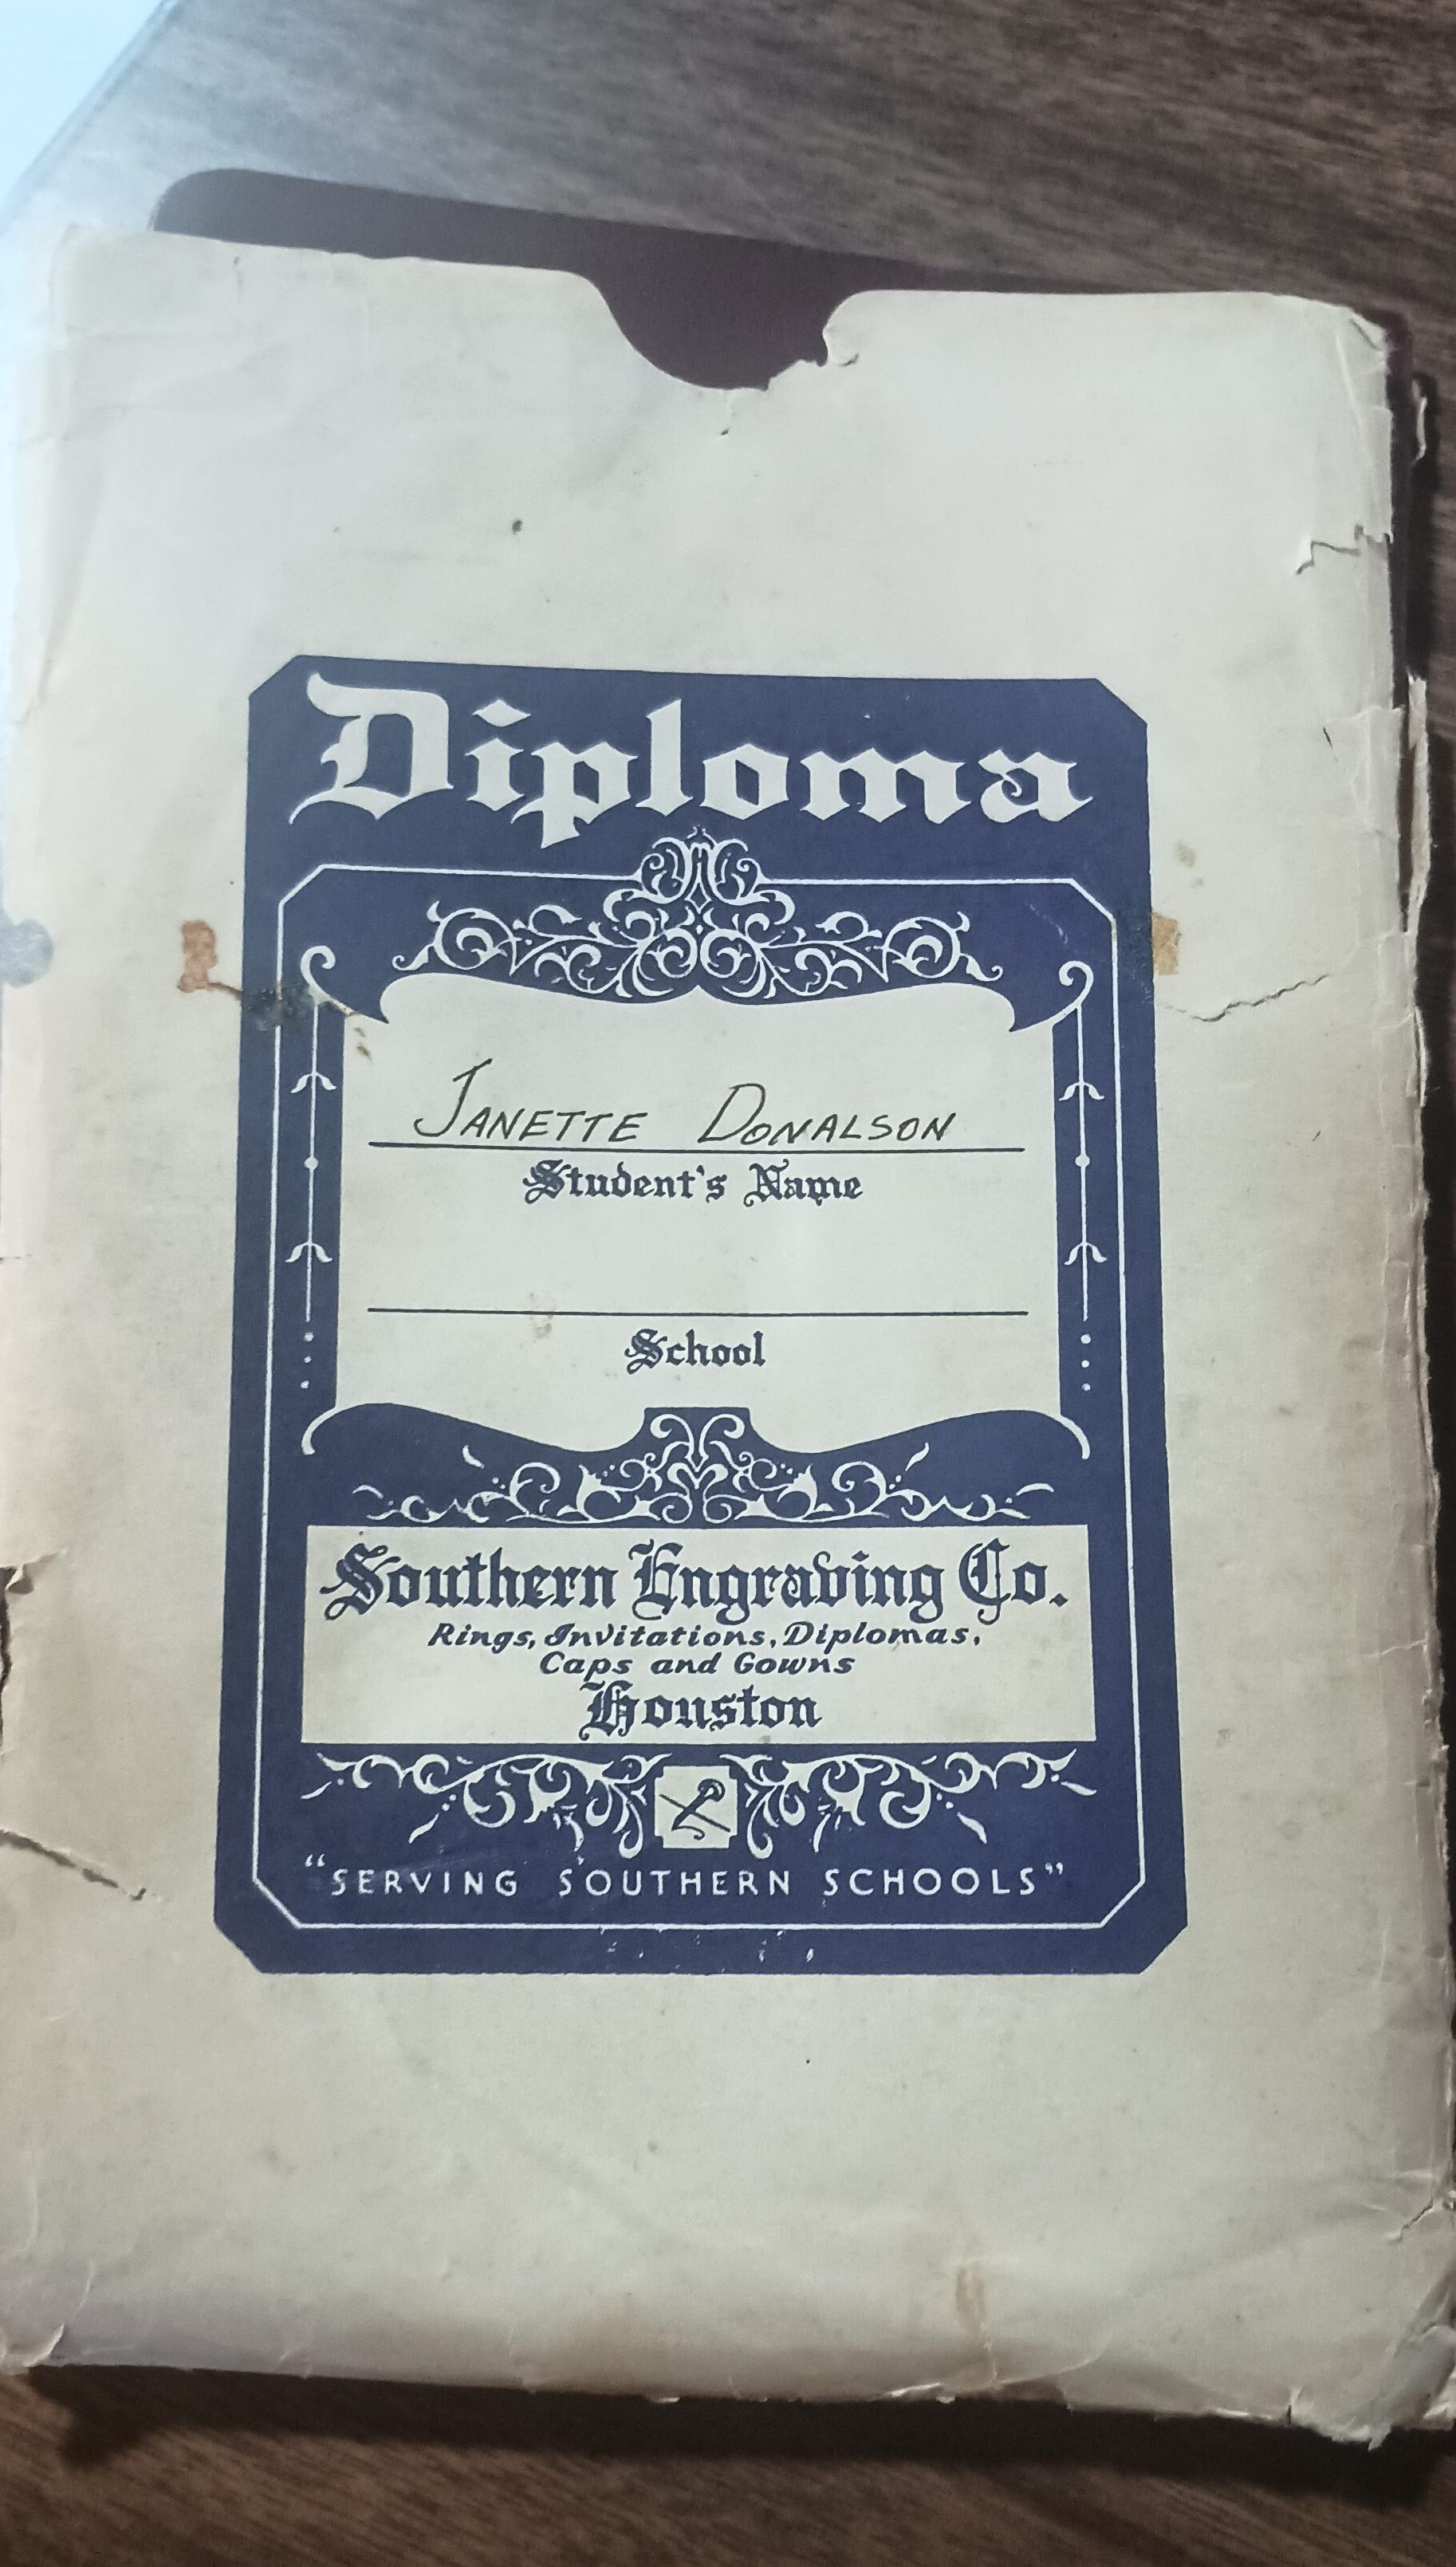 Diploma
JANETTE DONALSON
Student's Name
School
Southern Engraving Co.
Rings, Invitations, Diplomas,
Caps and Gowns
Houston
"SERVING SOUTHERN SCHOOLS"